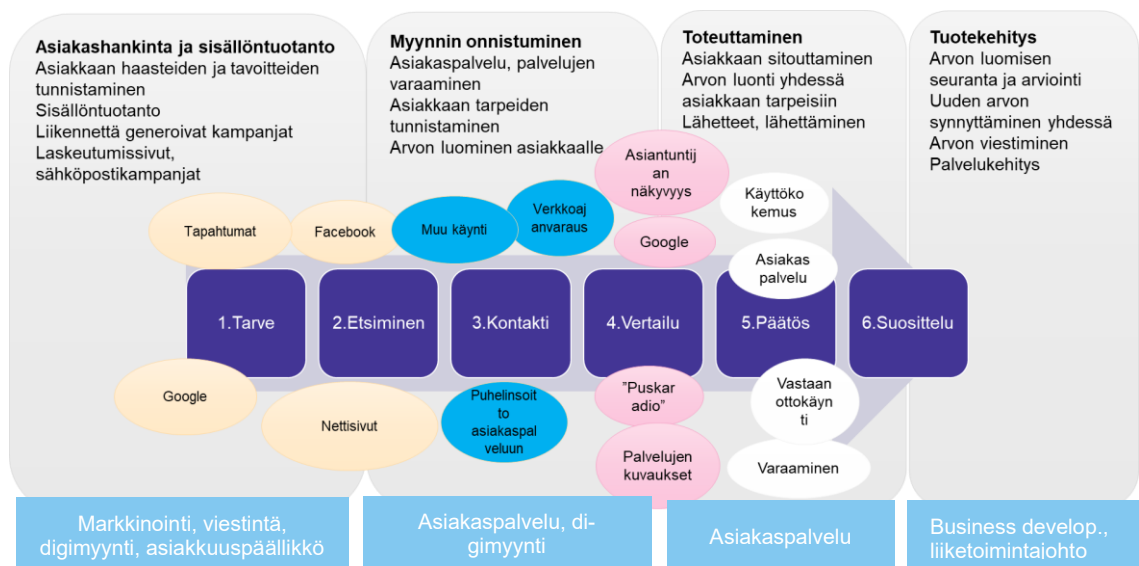 Asiakashankinta ja sisällöntuotanto
Asiakkaan haasteiden ja tavoitteiden
tunnistaminen
Sisällöntuotanto
Liikennettä generoivat kampanjat
Laskeutumissivut,
sähköpostikampanjat
Myynnin onnistuminen
Asiakaspalvelu, palvelujen
varaaminen
Asiakkaan tarpeiden
tunnistaminen
Arvon luominen asiakkaalle
Toteuttaminen
Asiakkaan sitouttaminen
Arvon luonti yhdessä
asiakkaan tarpeisiin
Lähetteet, lähettäminen
Tuotekehitys
Arvon luomisen
seuranta ja arviointi
Uuden arvon
synnyttäminen yhdessä
Arvon viestiminen
Palvelukehitys
Tapahtumat
Facebook
Muu käynti
Verkkoaj
anvaraus
Asiantuntij
an
näkyvyys
Google
Käyttöko
kemus
Asiakas
palvelu
1.Tarve
2.Etsiminen
3.Kontakti
4.Vertailu
5.Päätös
6.Suosittelu
Google
Nettisivut
Puhelinsoit
to
asiakaspal
veluun
"Puskar
adio"
Palvelujen
kuvaukset
Vastaan
ottokäyn
ti
Varaaminen
Markkinointi, viestintä,
digimyynti, asiakkuuspäällikkö
Asiakaspalvelu, di-
gimyynti
Asiakaspalvelu
Business develop.,
liiketoimintajohto